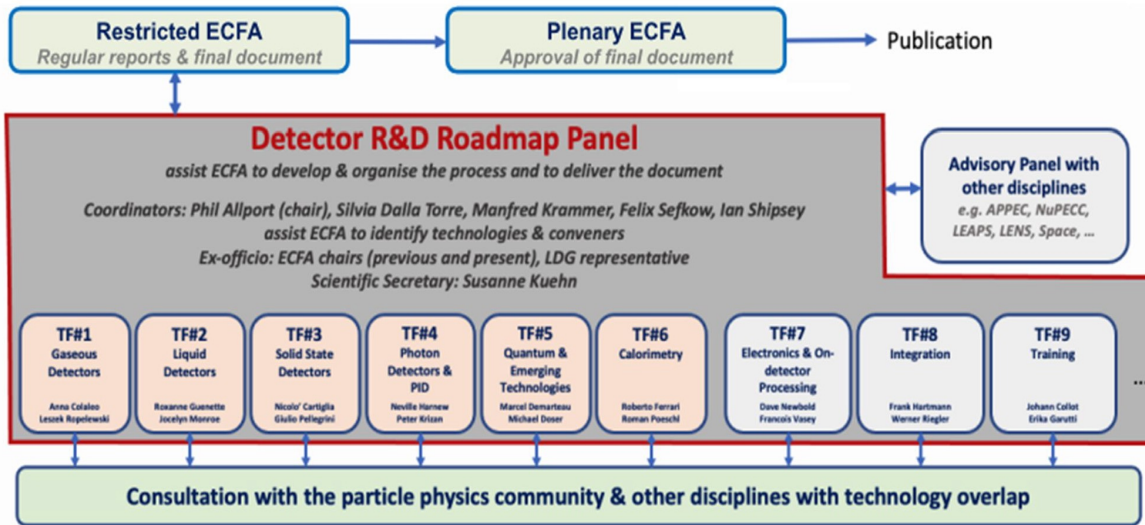 Restricted ECFA
Regular reports & final document
Plenary ECFA
Approval of final document
Publication
Detector R&D Roadmap Panel
assist ECFA to develop & organise the process and to deliver the document
Coordinators: Phil Allport (chair), Silvia Dalla Torre, Manfred Krammer, Felix Sefkow, Ian Shipsey
assist ECFA to identify technologies & conveners
Ex-officio: ECFA chairs (previous and present), LDG representative
Scientific Secretary: Susanne Kuehn
Advisory Panel with
other disciplines
e.g. APPEC, NuPECC,
LEAPS, LENS, Space, ...
TF#1
Gaseous
Detectors
Anna Colaleo
Leszek Ropelewski
TF#2
Liquid
Detectors
Roxanne Guenette
Jocelyn Monroe
TF#3
Solid State
Detectors
Nicolo' Cartiglia
Giulio Pellegrini
TF#4
Photon
Detectors &
PID
Neville Harnew
Peter Krizan
TF#5
Quantum &
Emerging
Technologies
Marcel Demarteau
Michael Doser
TF#6
Calorimetry
Roberto Ferrari
Roman Poeschl
TF#7
Electronics & On-
detector
Processing
Dave Newbold
Francois Vasey
TF#8
Integration
Frank Hartmann
Werner Riegler
TF#9
Training
Johann Collot
Erika Garutti
...
Consultation with the particle physics community & other disciplines with technology overlap